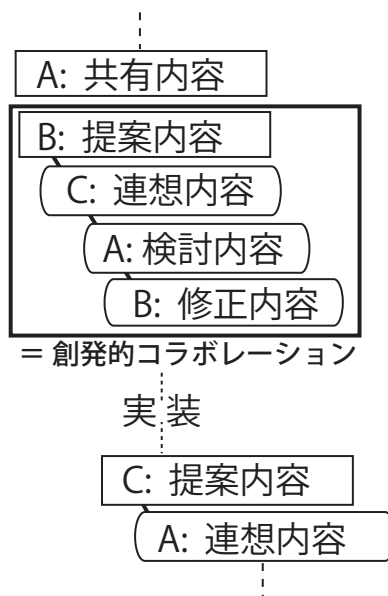 A: 共有内容
B: 提案内容
C: 連想内容
A: 検討内容
B: 修正内容
= 創発的コラボレーション
実装
C: 提案内容
A: 連想内容